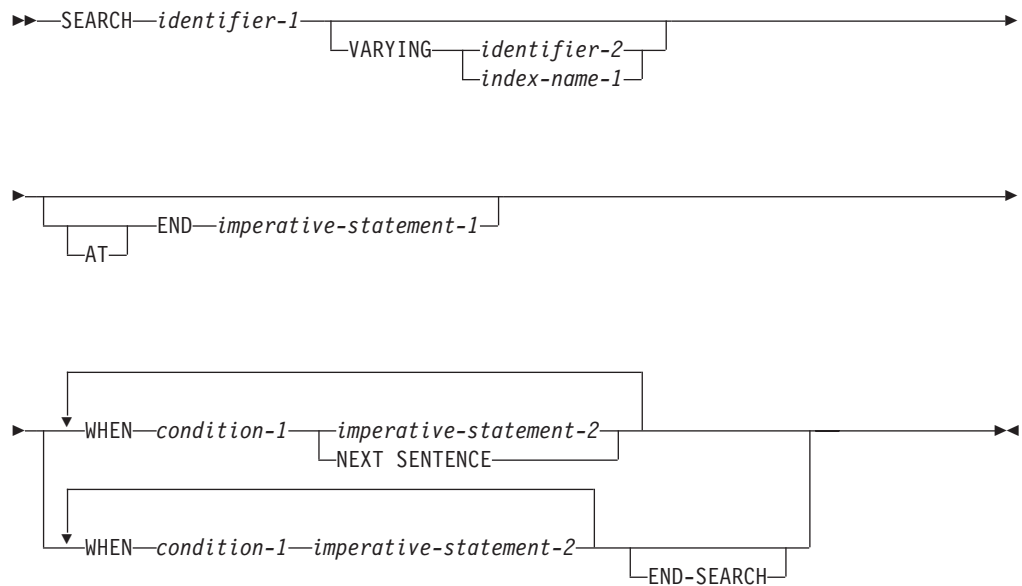 SEARCH identifier-1
VARYING identifier-2
index-name-1
END imperative-statement-1
AT
WHEN condition-1 imperative-statement-2
NEXT SENTENCE
WHEN condition-1 imperative-statement-2
END-SEARCH